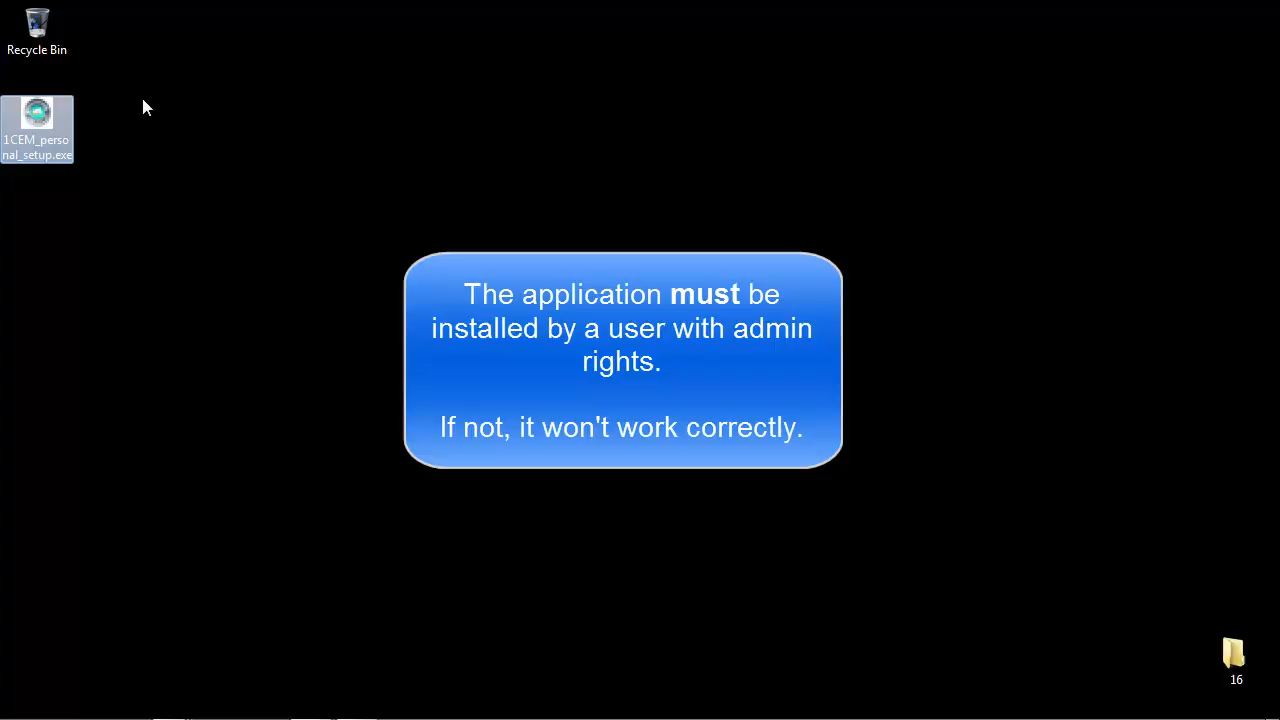 Recycle Bin
1CEM_perso
nal_setup.exe
The application must be
installed by a user with admin
rights.
If not, it won't work correctly.
16